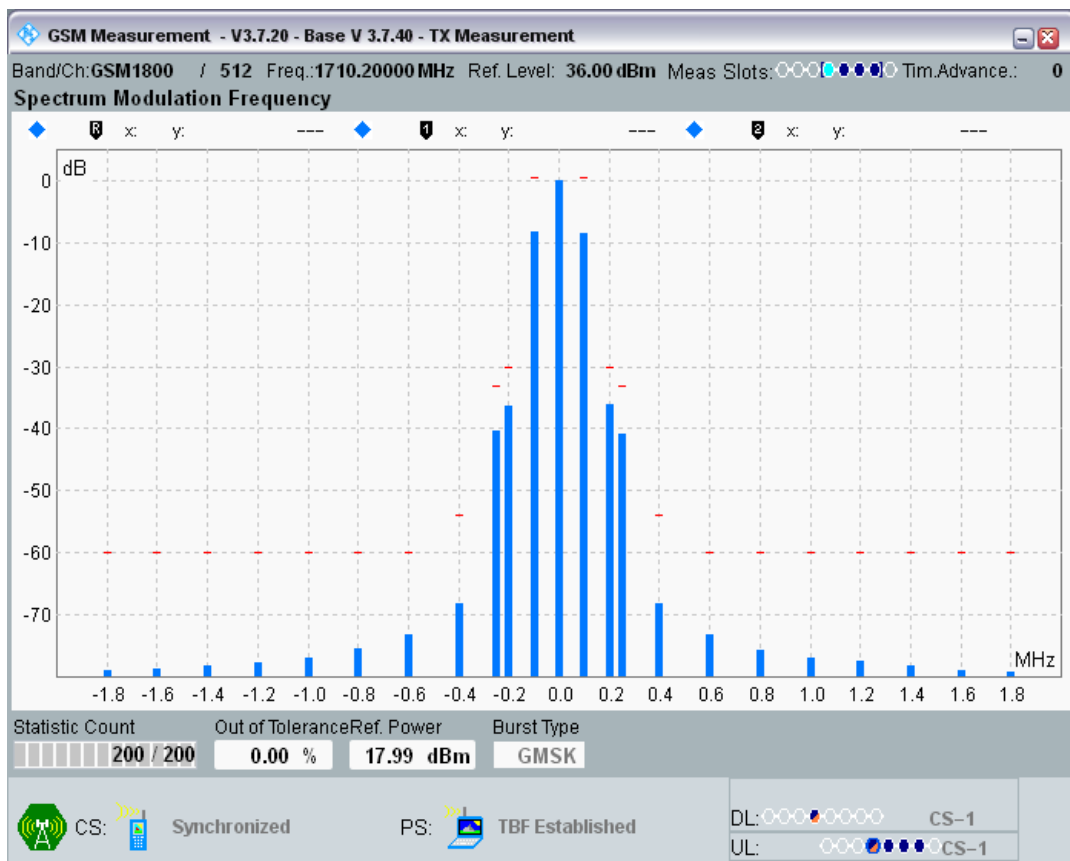 GSM Measurement - V3.7.20 - Base V 3.7.40 - TX Measurement
Band/Ch:GSM1800 / 512 Freq.:1710.20000 MHz Ref. Level: 36.00 dBm Meas Slots: Tim.Advance.: 0
Spectrum Modulation Frequency
R x: y: --- 1 x: y: --- 2 x: y: ---
dB
0
-10
-20
-30
-40
-50
-60
-70
MHz
-1.8 -1.6 -1.4 -1.2 -1.0 -0.8 -0.6 -0.4 -0.2 0.0 0.2 0.4 0.6 0.8 1.0 1.2 1.4 1.6 1.8
Statistic Count Out of Tolerance Ref. Power Burst Type
200 / 200 0.00 % 17.99 dBm GMSK
CS: Synchronized PS: TBF Established
DL: CS-1
UL: CS-1